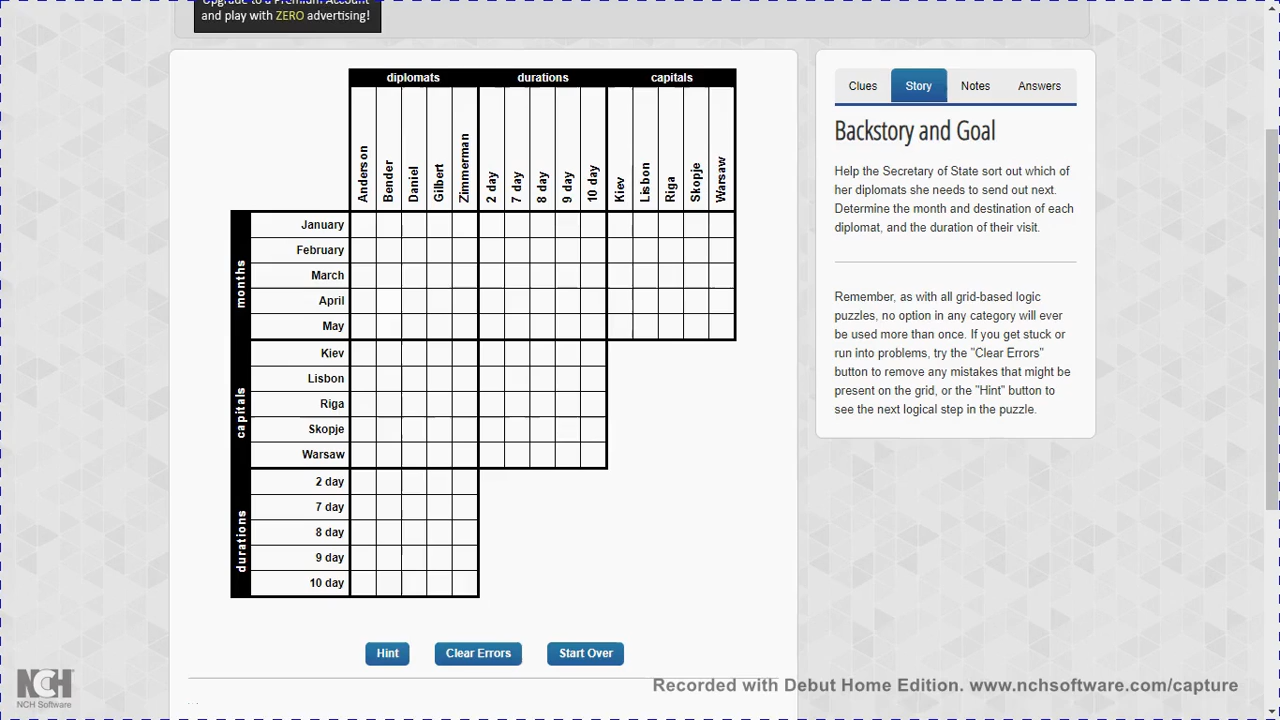 Upgrade to a Premium Account
and play with ZERO advertising!
diplomats durations capitals
Anderson Bender Daniel Gilbert Zimmerman 2 day 7 day 8 day 9 day 10 day Kiev Lisbon Riga Skopje Warsaw
months
January
February
March
April
May
capitals
Kiev
Lisbon
Riga
Skopje
Warsaw
durations
2 day
7 day
8 day
9 day
10 day
Hint Clear Errors Start Over
Clues Story Notes Answers
Backstory and Goal
Help the Secretary of State sort out which of
her diplomats she needs to send out next.
Determine the month and destination of each
diplomat, and the duration of their visit.
Remember, as with all grid-based logic
puzzles, no option in any category will ever
be used more than once. If you get stuck or
run into problems, try the "Clear Errors"
button to remove any mistakes that might be
present on the grid, or the "Hint" button to
see the next logical step in the puzzle.
NCH
NCH Software
Recorded with Debut Home Edition. www.nchsoftware.com/capture